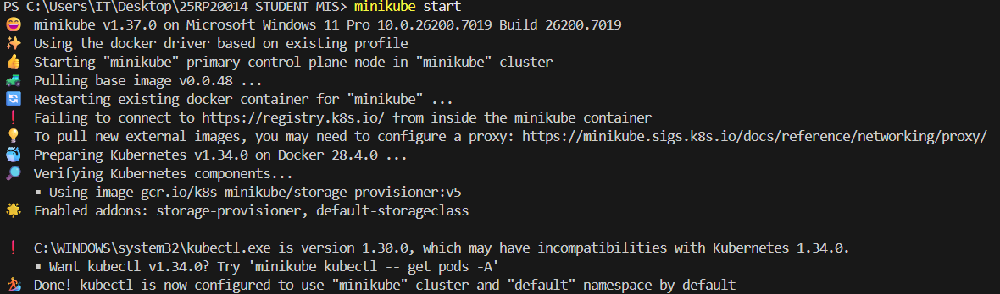 PS C:\Users\IT\Desktop\25RP20014_STUDENT_MIS> minikube start
😄 minikube v1.37.0 on Microsoft Windows 11 Pro 10.0.26200.7019 Build 26200.7019
✨ Using the docker driver based on existing profile
👍 Starting "minikube" primary control-plane node in "minikube" cluster
🚜 Pulling base image v0.0.48 ...
🔄 Restarting existing docker container for "minikube" ...
❗ Failing to connect to https://registry.k8s.io/ from inside the minikube container
💡 To pull new external images, you may need to configure a proxy: https://minikube.sigs.k8s.io/docs/reference/networking/proxy/
🐳 Preparing Kubernetes v1.34.0 on Docker 28.4.0 ...
🔎 Verifying Kubernetes components...
▪ Using image gcr.io/k8s-minikube/storage-provisioner:v5
🌟 Enabled addons: storage-provisioner, default-storageclass
❗ C:\WINDOWS\system32\kubectl.exe is version 1.30.0, which may have incompatibilities with Kubernetes 1.34.0.
▪ Want kubectl v1.34.0? Try 'minikube kubectl -- get pods -A'
🏄 Done! kubectl is now configured to use "minikube" cluster and "default" namespace by default